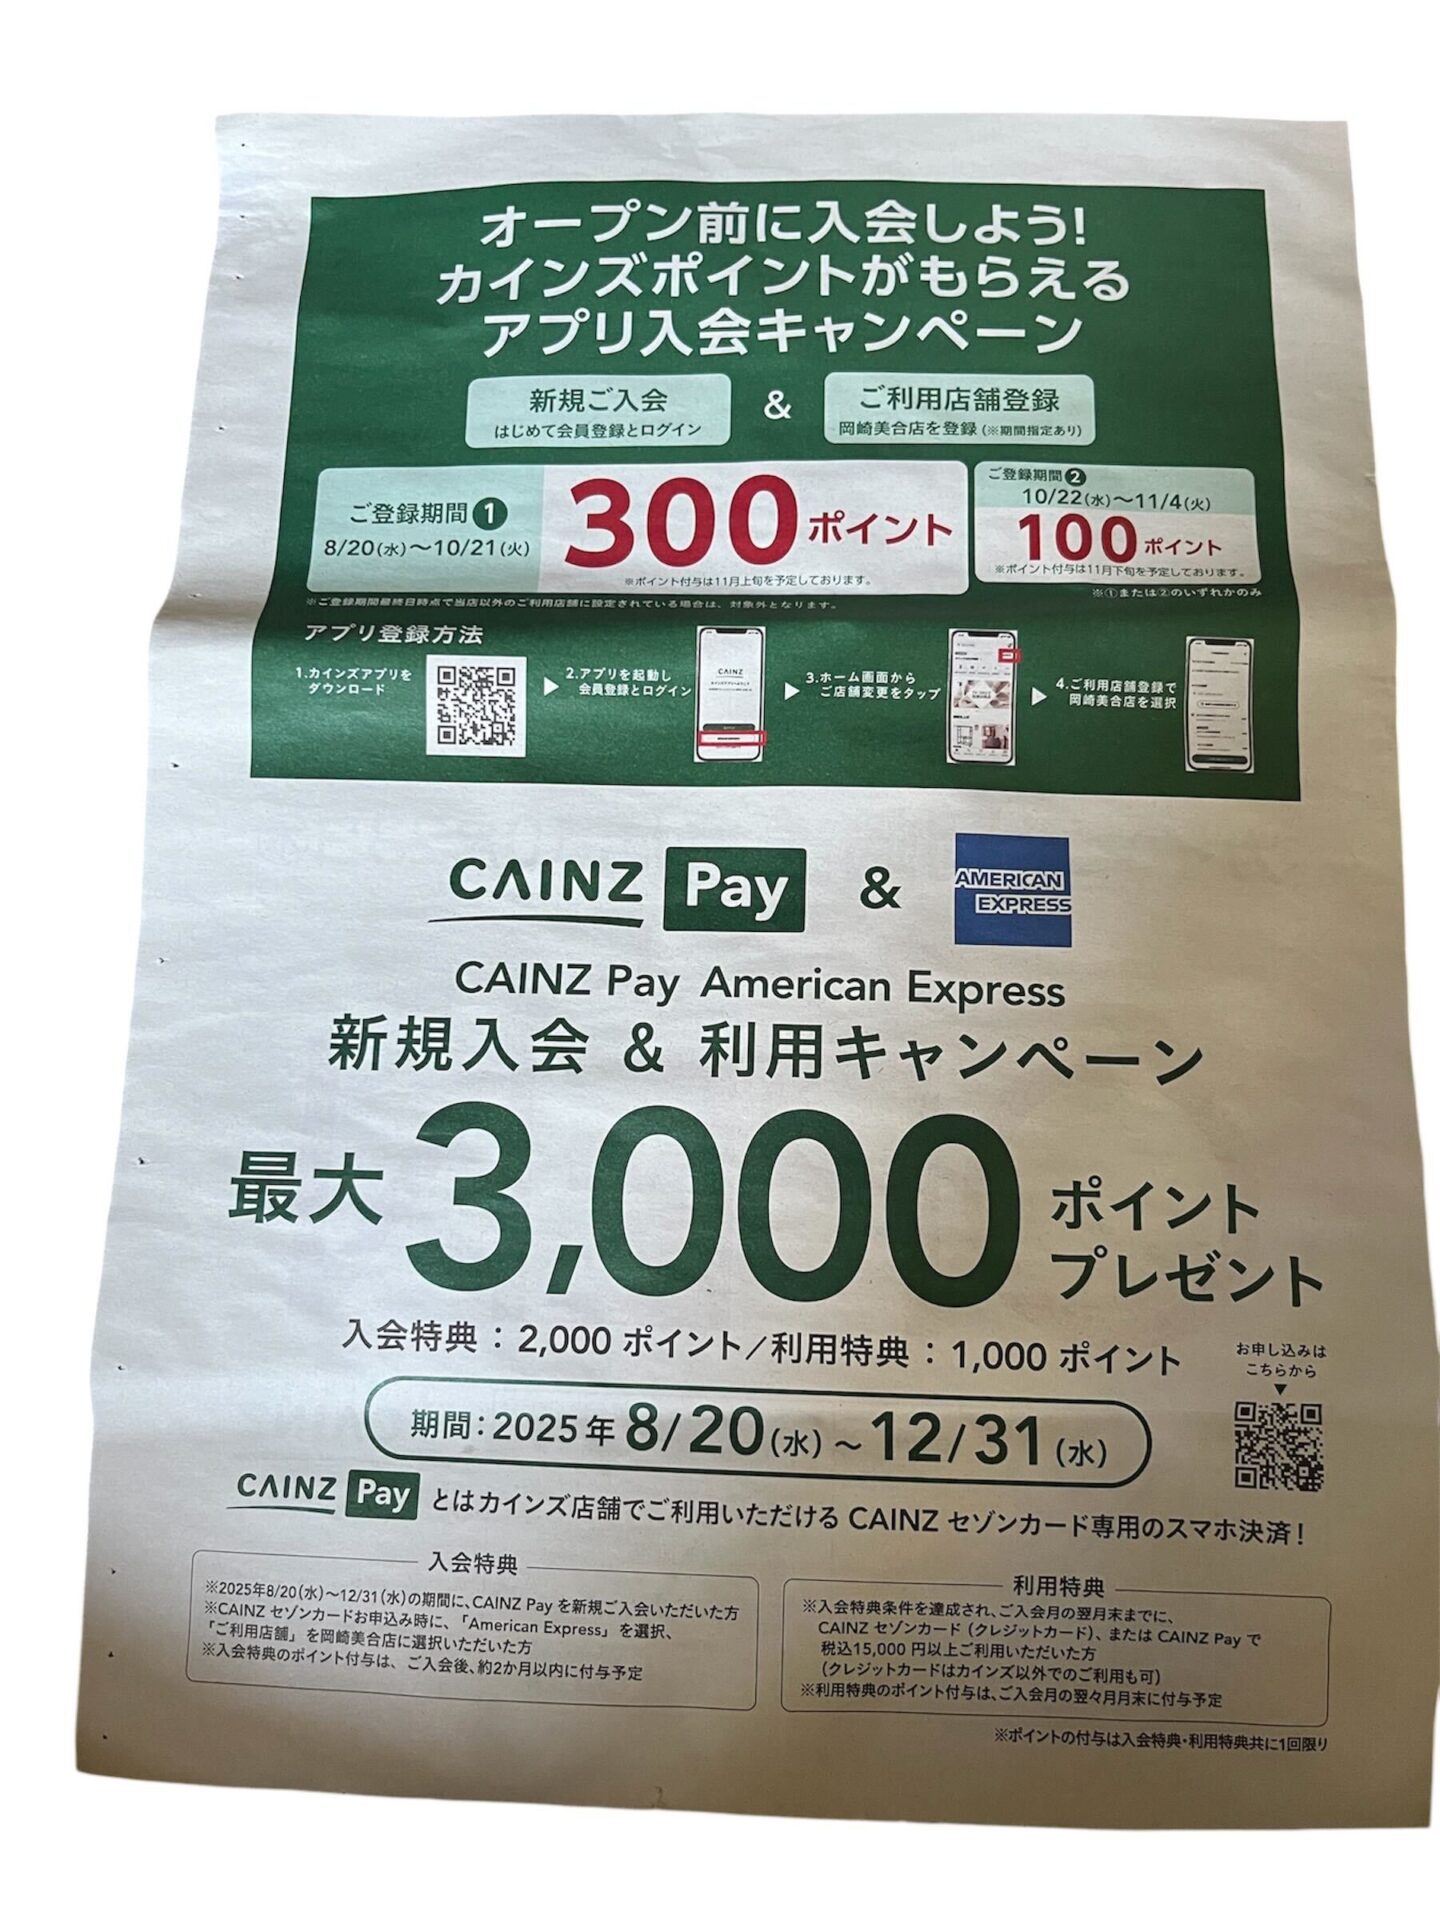 オープン前に入会しよう!
カインズポイントがもらえる
アプリ入会キャンペーン
新規ご入会
はじめて会員登録とログイン
&
ご利用店舗登録
岡崎美合店を登録(※期間指定あり)
ご登録期間❶
8/20(水)〜10/21(火)
300ポイント
※ポイント付与は11月上旬を予定しております。
ご登録期間❷
10/22(水)〜11/4(火)
100ポイント
※ポイント付与は11月下旬を予定しております。
※ご登録期間最終日時点で当店以外のご利用店舗に設定されている場合は、対象外となります。
※①または②のいずれかのみ
アプリ登録方法
1.カインズアプリを
ダウンロード
2.アプリを起動し
会員登録とログイン
CAINZ
3.ホーム画面から
ご店舗変更をタップ
4.ご利用店舗登録で
岡崎美合店を選択
CAINZ Pay & AMERICAN EXPRESS
CAINZ Pay American Express
新規入会 & 利用キャンペーン
最大 3,000 ポイント
プレゼント
入会特典:2,000 ポイント/利用特典:1,000 ポイント
お申し込みは
こちらから
▼
期間:2025年 8/20(水)〜12/31(水)
CAINZ Pay とはカインズ店舗でご利用いただける CAINZ セゾンカード専用のスマホ決済!
入会特典
※2025年8/20(水)〜12/31(水)の期間に、CAINZ Pay を新規ご入会いただいた方
※CAINZ セゾンカードお申込み時に、「American Express」を選択、
「ご利用店舗」を岡崎美合店に選択いただいた方
※入会特典のポイント付与は、ご入会後、約2か月以内に付与予定
利用特典
※入会特典条件を達成され、ご入会月の翌月末までに、
CAINZ セゾンカード(クレジットカード)、または CAINZ Pay で
税込15,000 円以上ご利用いただいた方
(クレジットカードはカインズ以外でのご利用も可)
※利用特典のポイント付与は、ご入会月の翌々月月末に付与予定
※ポイントの付与は入会特典・利用特典共に1回限り